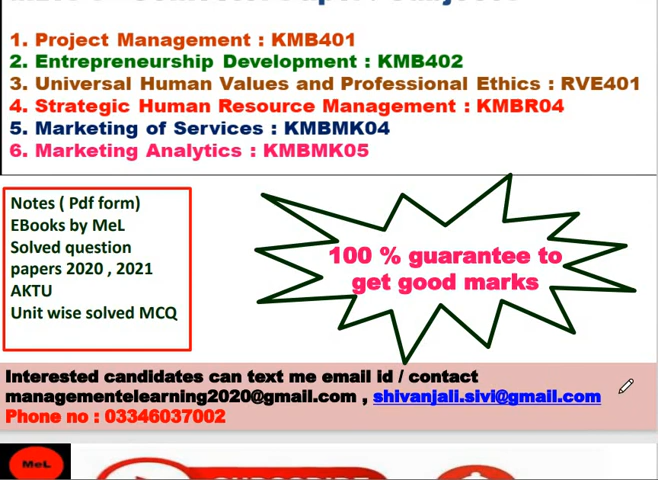 1. Project Management : KMB401
2. Entrepreneurship Development : KMB402
3. Universal Human Values and Professional Ethics : RVE401
4. Strategic Human Resource Management : KMBR04
5. Marketing of Services : KMBMK04
6. Marketing Analytics : KMBMK05
Notes ( Pdf form)
EBooks by MeL
Solved question
papers 2020 , 2021
AKTU
Unit wise solved MCQ
100 % guarantee to
get good marks
Interested candidates can text me email id / contact
managementelearning2020@gmail.com , shivanjali.sivi@gmail.com
Phone no : 03346037002
MeL